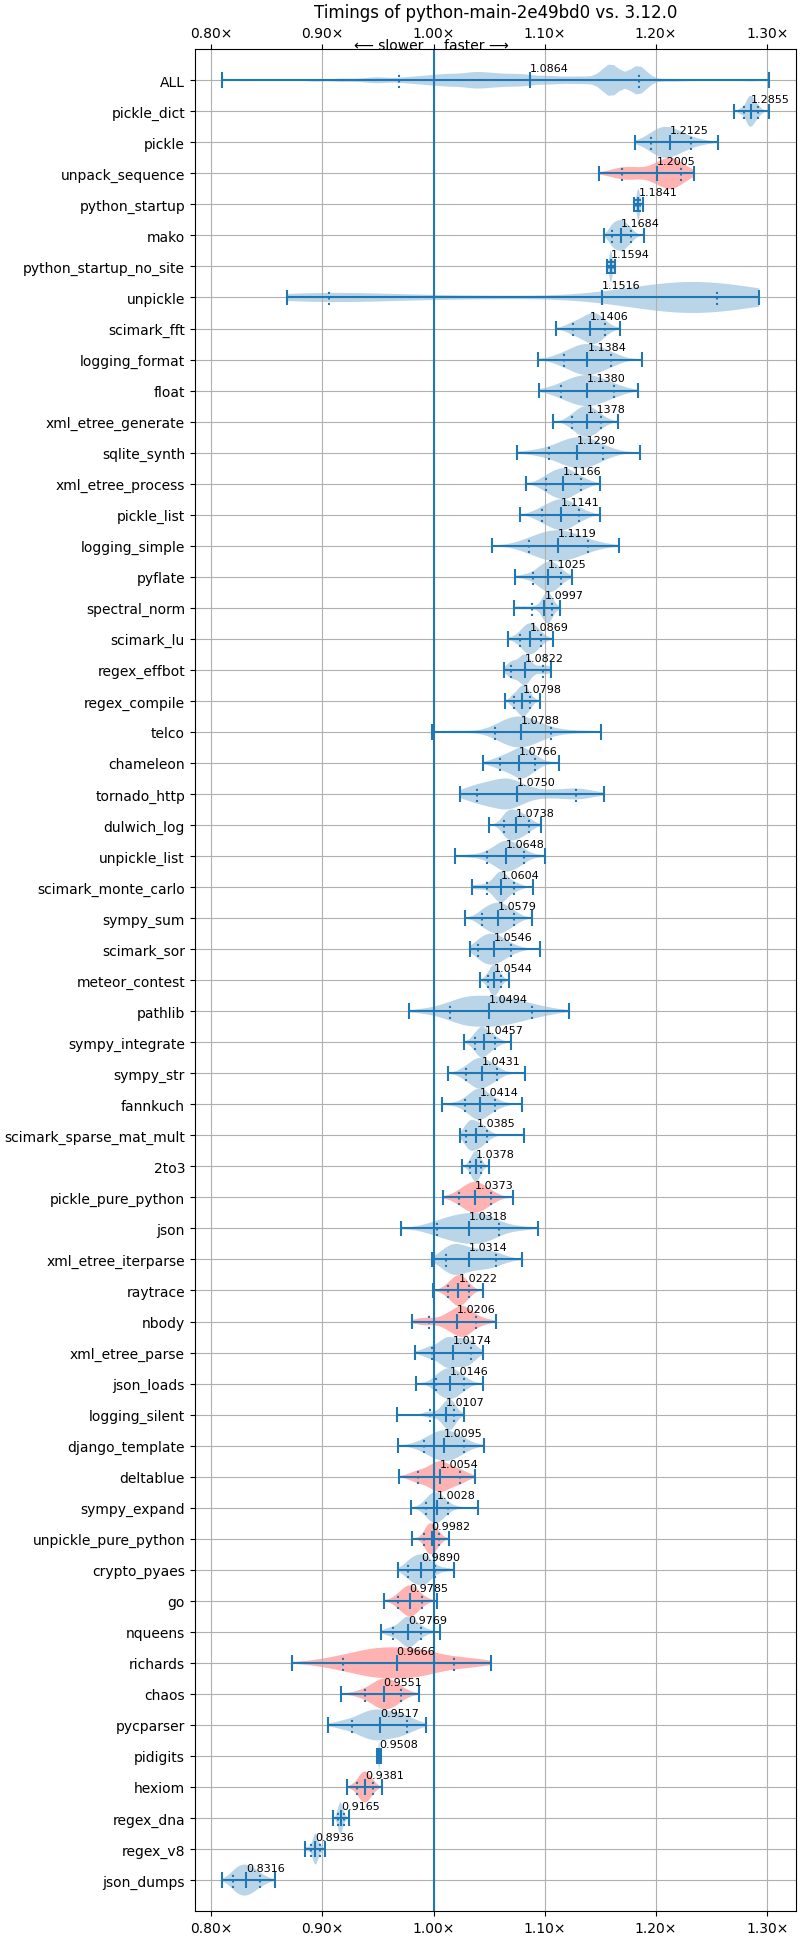 Timings of python-main-2e49bd0 vs. 3.12.0
0.80× 0.90× 1.00× 1.10× 1.20× 1.30×
⟵ slower faster ⟶
ALL 1.0864
pickle_dict 1.2855
pickle 1.2125
unpack_sequence 1.2005
python_startup 1.1841
mako 1.1684
python_startup_no_site 1.1594
unpickle 1.1516
scimark_fft 1.1406
logging_format 1.1384
float 1.1380
xml_etree_generate 1.1378
sqlite_synth 1.1290
xml_etree_process 1.1166
pickle_list 1.1141
logging_simple 1.1119
pyflate 1.1025
spectral_norm 1.0997
scimark_lu 1.0869
regex_effbot 1.0822
regex_compile 1.0798
telco 1.0788
chameleon 1.0766
tornado_http 1.0750
dulwich_log 1.0738
unpickle_list 1.0648
scimark_monte_carlo 1.0604
sympy_sum 1.0579
scimark_sor 1.0546
meteor_contest 1.0544
pathlib 1.0494
sympy_integrate 1.0457
sympy_str 1.0431
fannkuch 1.0414
scimark_sparse_mat_mult 1.0385
2to3 1.0378
pickle_pure_python 1.0373
json 1.0318
xml_etree_iterparse 1.0314
raytrace 1.0222
nbody 1.0206
xml_etree_parse 1.0174
json_loads 1.0146
logging_silent 1.0107
django_template 1.0095
deltablue 1.0054
sympy_expand 1.0028
unpickle_pure_python 0.9982
crypto_pyaes 0.9890
go 0.9785
nqueens 0.9769
richards 0.9666
chaos 0.9551
pycparser 0.9517
pidigits 0.9508
hexiom 0.9381
regex_dna 0.9165
regex_v8 0.8936
json_dumps 0.8316
0.80× 0.90× 1.00× 1.10× 1.20× 1.30×